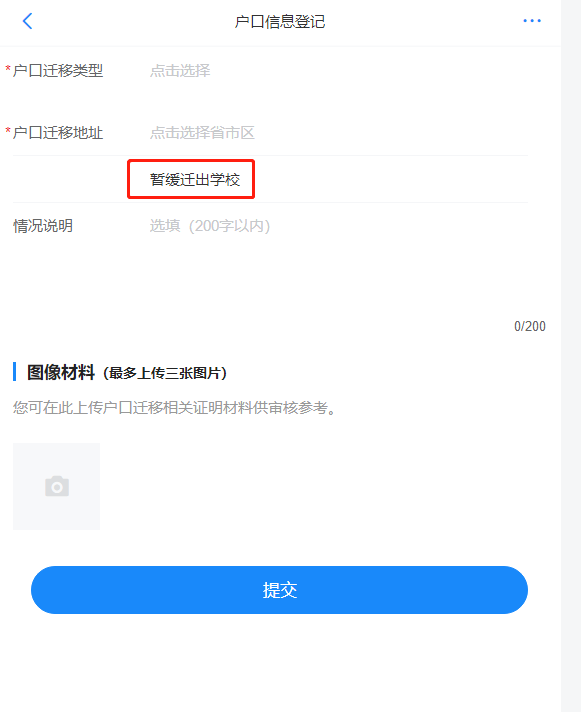 户口信息登记
*户口迁移类型 点击选择
*户口迁移地址 点击选择省市区
暂缓迁出学校
情况说明 选填（200字以内）
0/200
图像材料（最多上传三张图片）
您可在此上传户口迁移相关证明材料供审核参考。
提交